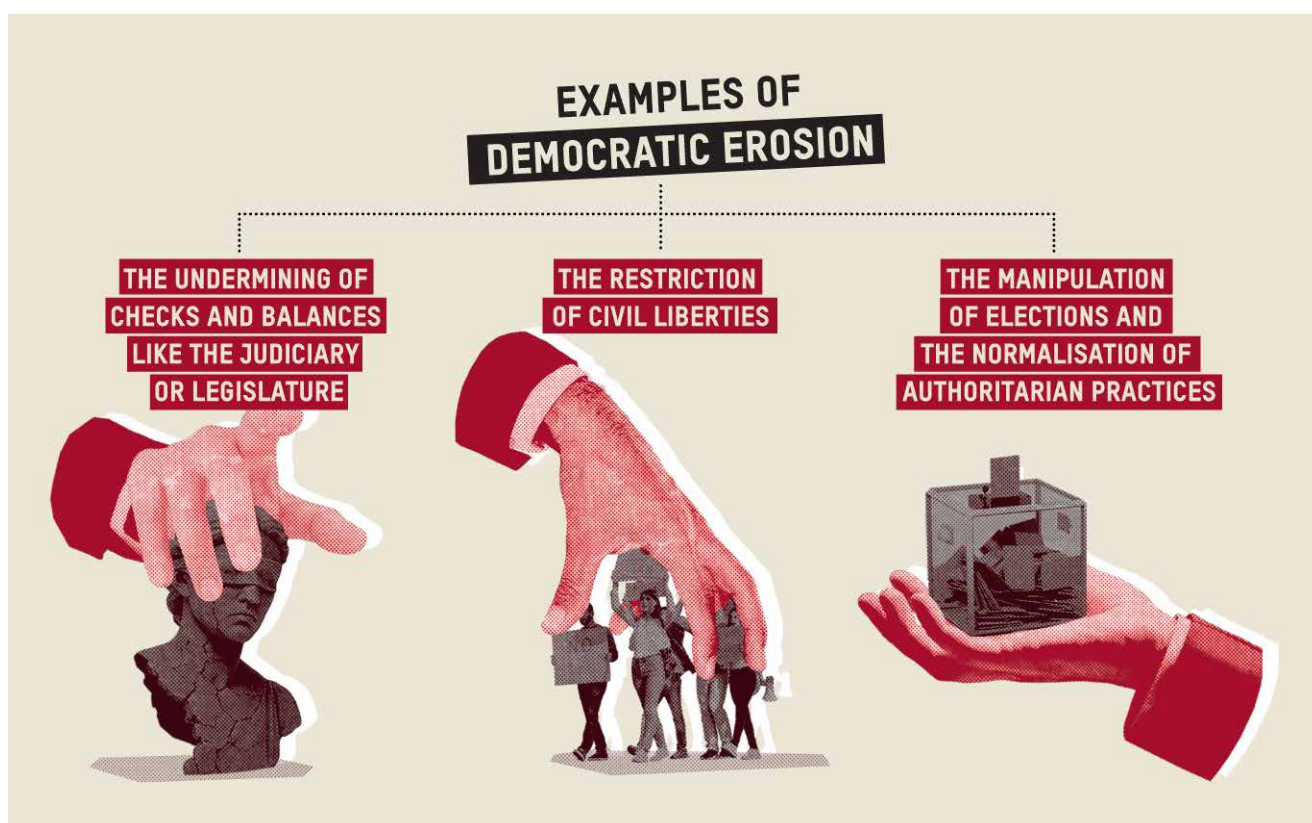 EXAMPLES OF
DEMOCRATIC EROSION
THE UNDERMINING OF
CHECKS AND BALANCES
LIKE THE JUDICIARY
OR LEGISLATURE
THE RESTRICTION
OF CIVIL LIBERTIES
THE MANIPULATION
OF ELECTIONS AND
THE NORMALISATION OF
AUTHORITARIAN PRACTICES